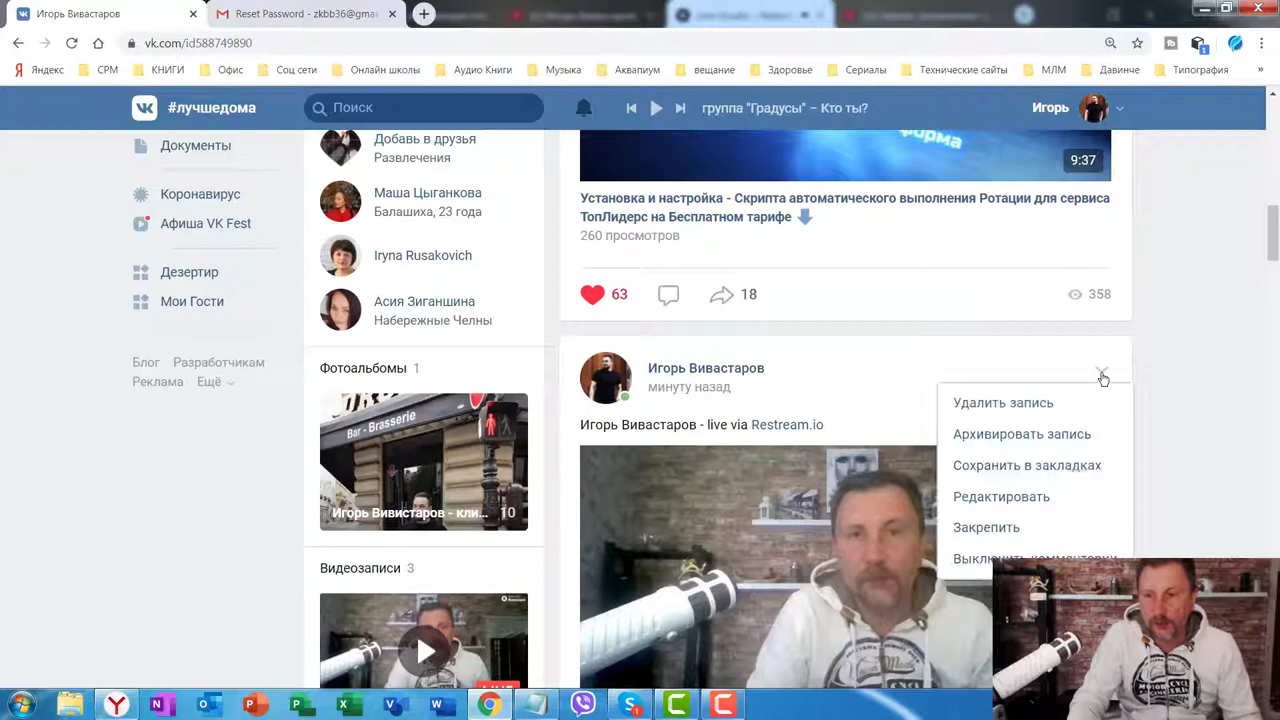 Игорь Вивастаров
Reset Password - zkbb36@gmai
vk.com/id588749890
Яндекс
СРМ
КНИГИ
Офис
Соц сети
Онлайн школы
Аудио Книги
Музыка
Аквапиум
вещание
Здоровье
Сериалы
Технические сайты
МЛМ
Давинче
Типография
»
#лучшедома
Поиск
группа "Градусы" – Кто ты?
Игорь
Документы
Коронавирус
Афиша VK Fest
Дезертир
Мои Гости
Блог Разработчикам
Реклама Ещё
Добавь в друзья
Развлечения
Маша Цыганкова
Балашиха, 23 года
Iryna Rusakovich
Асия Зиганшина
Набережные Челны
Фотоальбомы 1
Bar - Brasserie
Игорь Вивистаров - кли... 10
Видеозаписи 3
фирма
9:37
Установка и настройка - Скрипта автоматического выполнения Ротации для сервиса
ТопЛидерс на Бесплатном тарифе
260 просмотров
63
18
358
Игорь Вивастаров
минуту назад
Игорь Вивастаров - live via Restream.io
Удалить запись
Архивировать запись
Сохранить в закладках
Редактировать
Закрепить
Выключить комментарии